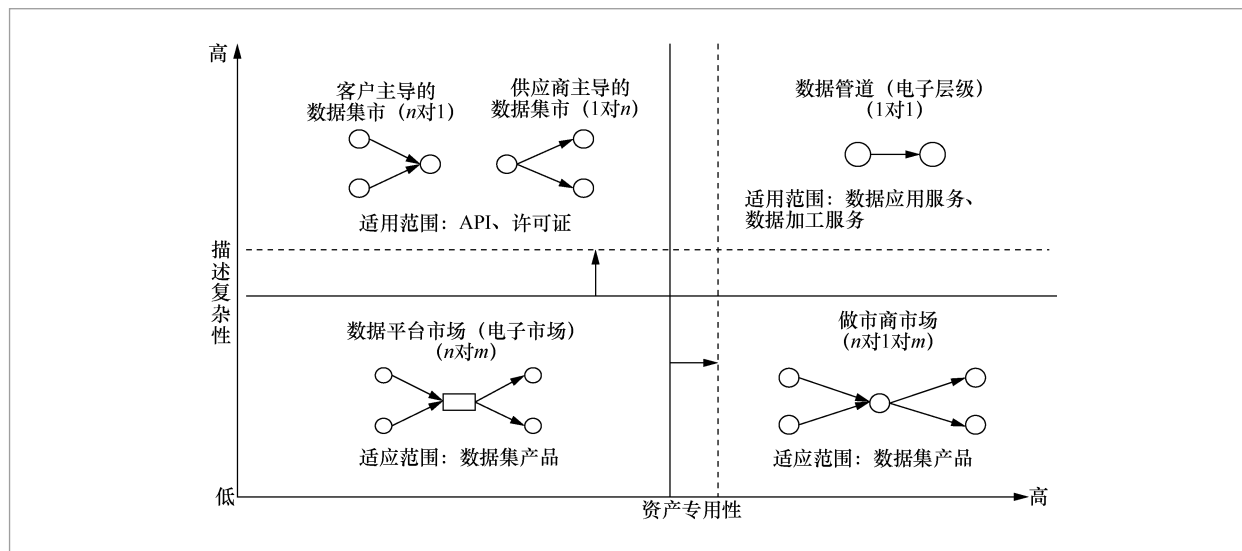 高
客户主导的
数据集市（n对1）
供应商主导的
数据集市（1对n）
适用范围：API、许可证
数据管道（电子层级）
（1对1）
适用范围：数据应用服务、
数据加工服务
描述复杂性
数据平台市场（电子市场）
（n对m）
适应范围：数据集产品
做市商市场
（n对1对m）
适应范围：数据集产品
低
资产专用性
高